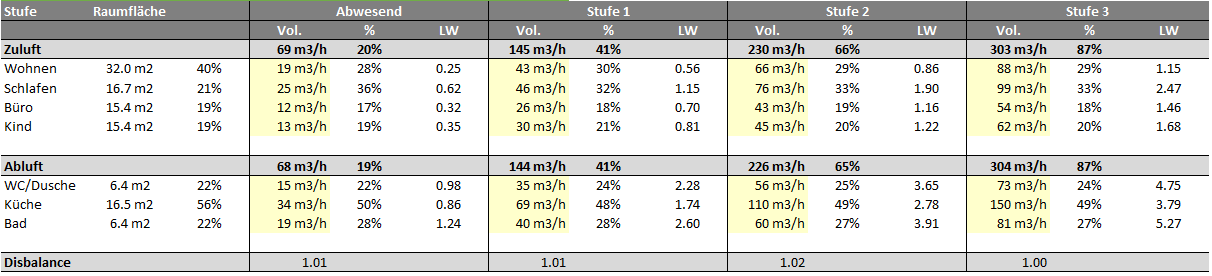 Stufe Raumfläche Abwesend Stufe 1 Stufe 2 Stufe 3
Vol. % LW Vol. % LW Vol. % LW Vol. % LW
Zuluft 69 m3/h 20% 145 m3/h 41% 230 m3/h 66% 303 m3/h 87%
Wohnen 32.0 m2 40% 19 m3/h 28% 0.25 43 m3/h 30% 0.56 66 m3/h 29% 0.86 88 m3/h 29% 1.15
Schlafen 16.7 m2 21% 25 m3/h 36% 0.62 46 m3/h 32% 1.15 76 m3/h 33% 1.90 99 m3/h 33% 2.47
Büro 15.4 m2 19% 12 m3/h 17% 0.32 26 m3/h 18% 0.70 43 m3/h 19% 1.16 54 m3/h 18% 1.46
Kind 15.4 m2 19% 13 m3/h 19% 0.35 30 m3/h 21% 0.81 45 m3/h 20% 1.22 62 m3/h 20% 1.68
Abluft 68 m3/h 19% 144 m3/h 41% 226 m3/h 65% 304 m3/h 87%
WC/Dusche 6.4 m2 22% 15 m3/h 22% 0.98 35 m3/h 24% 2.28 56 m3/h 25% 3.65 73 m3/h 24% 4.75
Küche 16.5 m2 56% 34 m3/h 50% 0.86 69 m3/h 48% 1.74 110 m3/h 49% 2.78 150 m3/h 49% 3.79
Bad 6.4 m2 22% 19 m3/h 28% 1.24 40 m3/h 28% 2.60 60 m3/h 27% 3.91 81 m3/h 27% 5.27
Disbalance 1.01 1.01 1.02 1.00